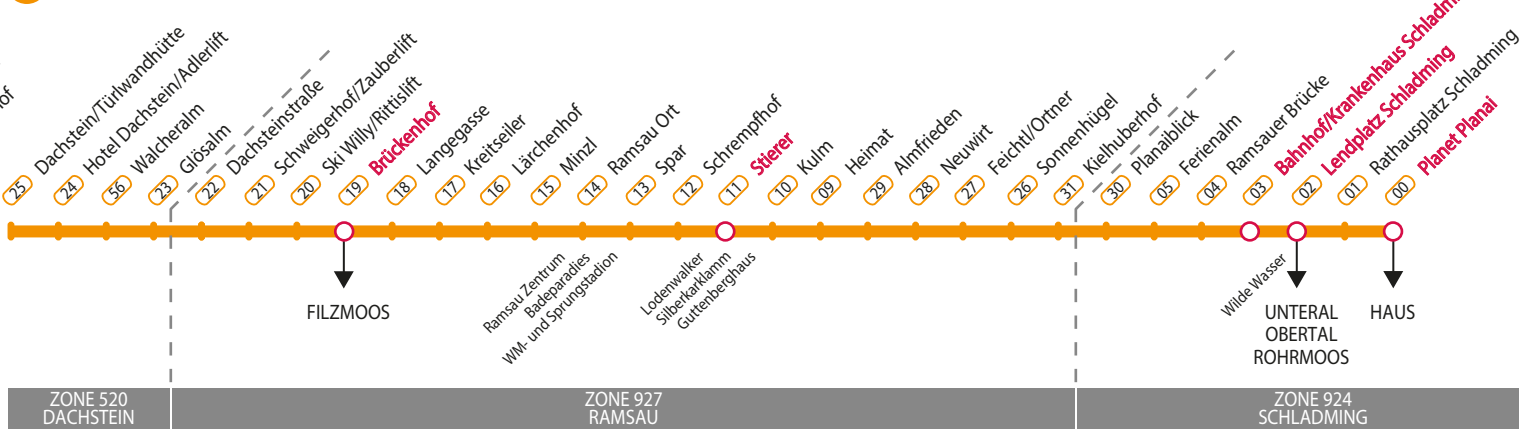 of
25 Dachstein/Türlwandhütte
24 Hotel Dachstein/Adlerlift
56 Walcheralm
23 Glösalm
22 Dachsteinstraße
21 Schweigerhof/Zauberlift
20 Ski Willy/Rittislift
19 Brückenhof
18 Langegasse
17 Kreitseiler
16 Lärchenhof
15 Minzl
14 Ramsau Ort
13 Spar
12 Schrempfhof
11 Stierer
10 Kulm
09 Heimat
29 Almfrieden
28 Neuwirt
27 Feichtl/Ortner
26 Sonnenhügel
31 Kielhuberhof
30 Planaiblick
05 Ferienalm
04 Ramsauer Brücke
03 Bahnhof/Krankenhaus Schladmi
02 Lendplatz Schladming
01 Rathausplatz Schladming
00 Planet Planai
FILZMOOS
Ramsau Zentrum
Badeparadies
WM- und Sprungstadion
Lodenwalker
Silberkarklamm
Guttenberghaus
Wilde Wasser
UNTERAL
OBERTAL
ROHRMOOS
HAUS
ZONE 520
DACHSTEIN
ZONE 927
RAMSAU
ZONE 924
SCHLADMING